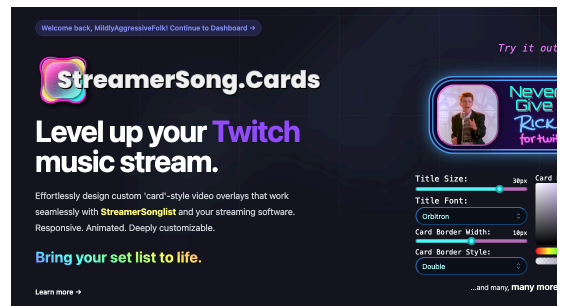 Welcome back, MildlyAggressiveFolk! Continue to Dashboard →
Try it out
StreamerSong.Cards
Level up your Twitch
music stream.
Never
Give
Rick
for twi
Effortlessly design custom 'card'-style video overlays that work
seamlessly with StreamerSonglist and your streaming software.
Responsive. Animated. Deeply customizable.
Bring your set list to life.
Learn more →
Title Size: 30px
Card
Title Font:
Orbitron
Card Border Width: 10px
Card Border Style:
Double
...and many, many more